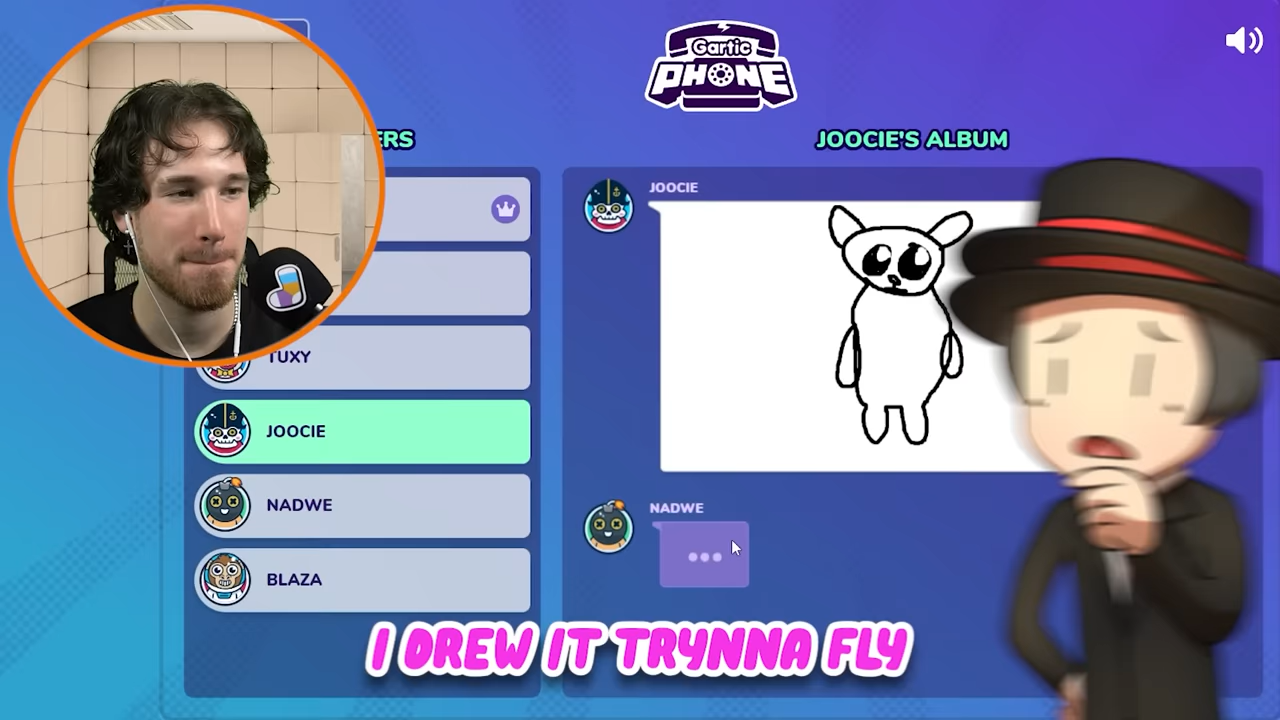 Gartic
PHONE
ERS
JOOCIE'S ALBUM
JOOCIE
TUXY
JOOCIE
NADWE
BLAZA
NADWE
I DREW IT TRYNNA FLY